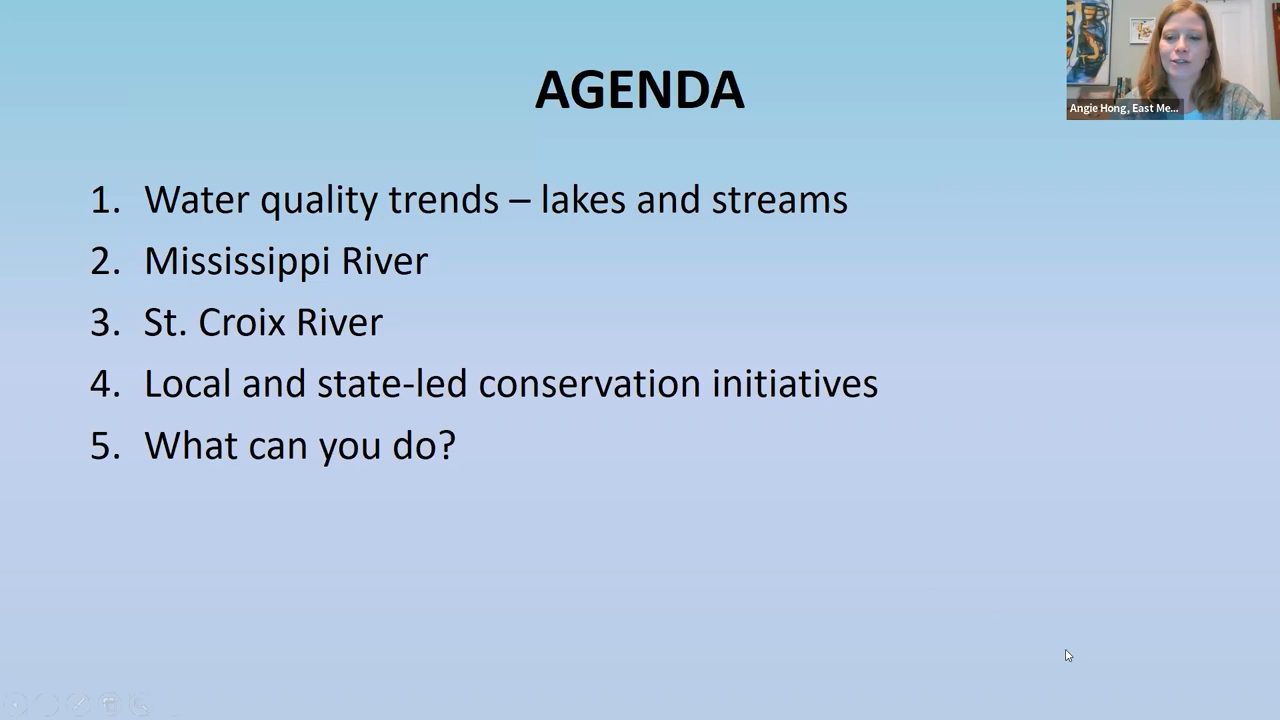 AGENDA
Angie Hong, East Me...
1. Water quality trends – lakes and streams
2. Mississippi River
3. St. Croix River
4. Local and state-led conservation initiatives
5. What can you do?